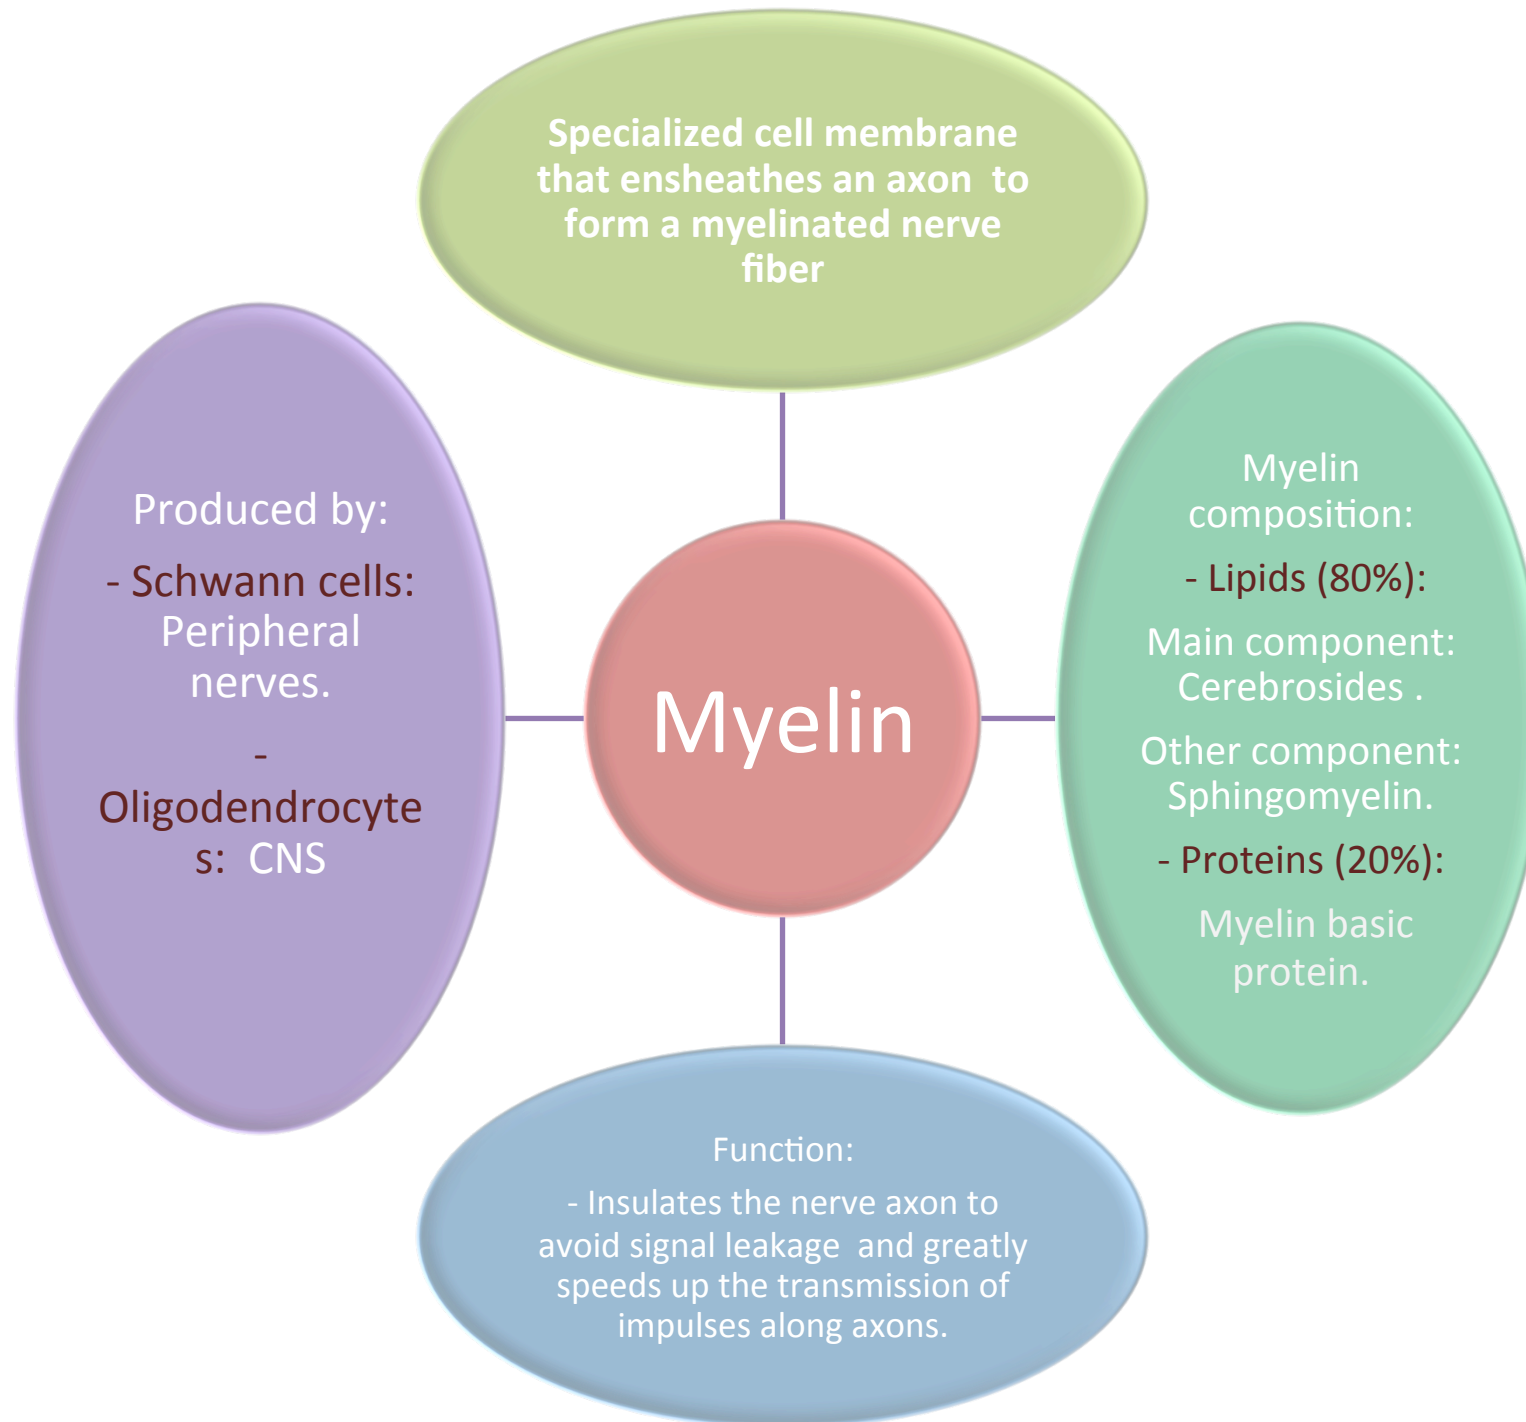 Specialized cell membrane
that ensheathes an axon  to
form a myelinated nerve
fiber
Produced by:
- Schwann cells:
Peripheral
nerves.
-
Oligodendrocyte
s:  CNS
Myelin
Myelin
composition:
- Lipids (80%):
Main component:
Cerebrosides .
Other component:
Sphingomyelin.
- Proteins (20%):
Myelin basic
protein.
Function:
- Insulates the nerve axon to
avoid signal leakage  and greatly
speeds up the transmission of
impulses along axons.